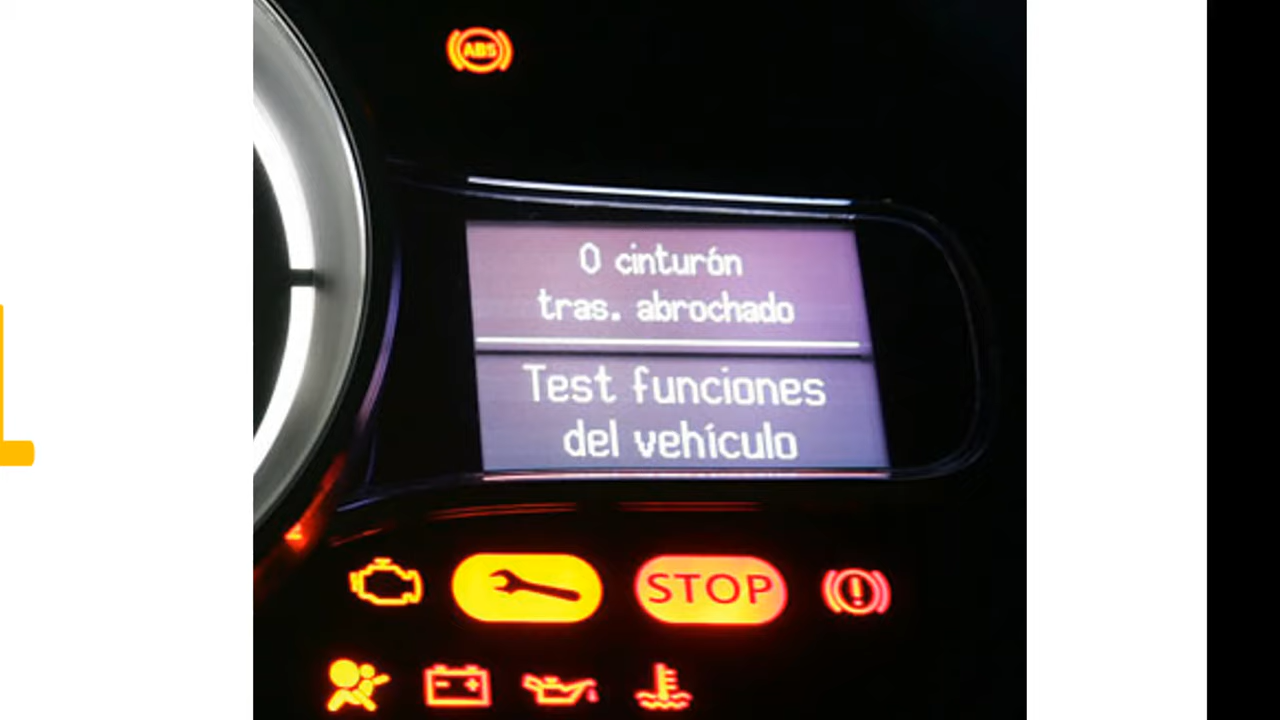 ABS
0 cinturón
tras. abrochado
Test funciones
del vehículo
STOP